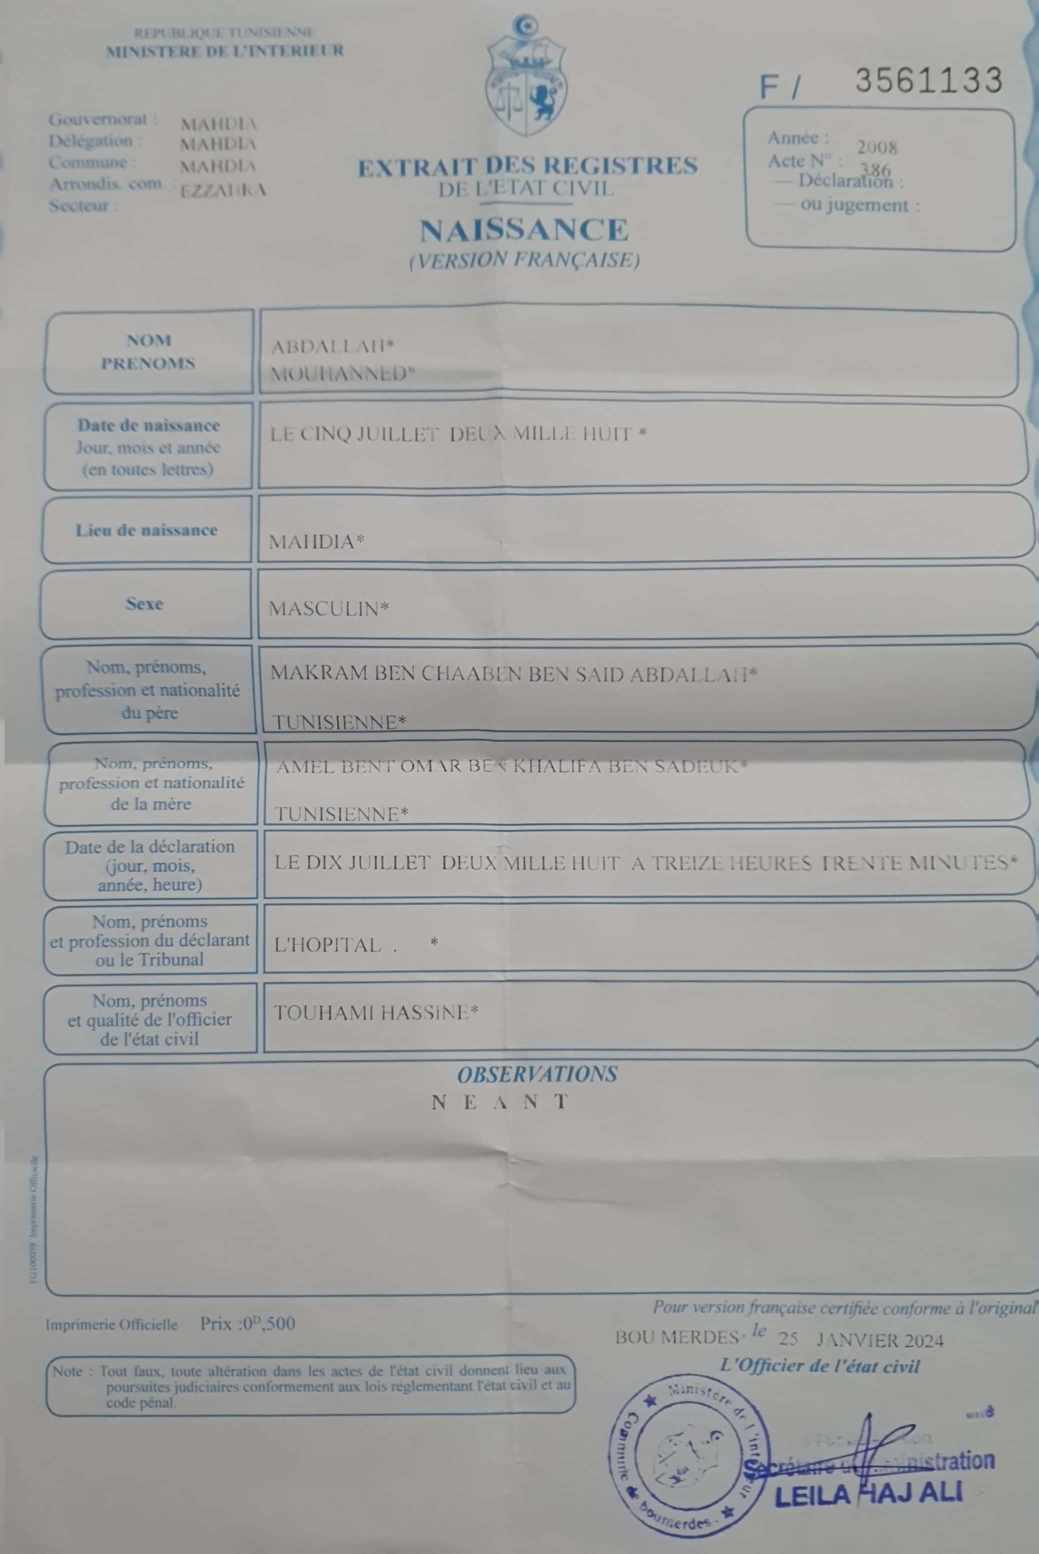 REPUBLIQUE TUNISIENNE
MINISTERE DE L'INTERIEUR
F / 3561133
Gouvernorat : MAHDIA
Délégation : MAHDIA
Commune : MAHDIA
Arrondis. com. : EZZAHRA
Secteur :
Année : 2008
Acte N° : 386
— Déclaration :
— ou jugement :
EXTRAIT DES REGISTRES
DE L'ETAT CIVIL
NAISSANCE
(VERSION FRANÇAISE)
NOM ABDALLAH*
PRENOMS MOUHANNED*
Date de naissance LE CINQ JUILLET DEUX MILLE HUIT *
Jour, mois et année
(en toutes lettres)
Lieu de naissance MAHDIA*
Sexe MASCULIN*
Nom, prénoms, MAKRAM BEN CHAABEN BEN SAID ABDALLAH*
profession et nationalité
du père TUNISIENNE*
Nom, prénoms, AMEL BENT OMAR BEN KHALIFA BEN SADEUK*
profession et nationalité
de la mère TUNISIENNE*
Date de la déclaration
(jour, mois, LE DIX JUILLET DEUX MILLE HUIT A TREIZE HEURES TRENTE MINUTES*
année, heure)
Nom, prénoms
et profession du déclarant L'HOPITAL . *
ou le Tribunal
Nom, prénoms TOUHAMI HASSINE*
et qualité de l'officier
de l'état civil
OBSERVATIONS
N E A N T
Imprimerie Officielle
Pour version française certifiée conforme à l'original
Imprimerie Officielle Prix :0D,500
BOU MERDES, le 25 JANVIER 2024
L'Officier de l'état civil
Note : Tout faux, toute altération dans les actes de l'état civil donnent lieu aux
poursuites judiciaires conformement aux lois reglementant l'état civil et au
code pénal.
Ministere de l'interieur
Commune de boumerdes.
LEILA HAJ ALI